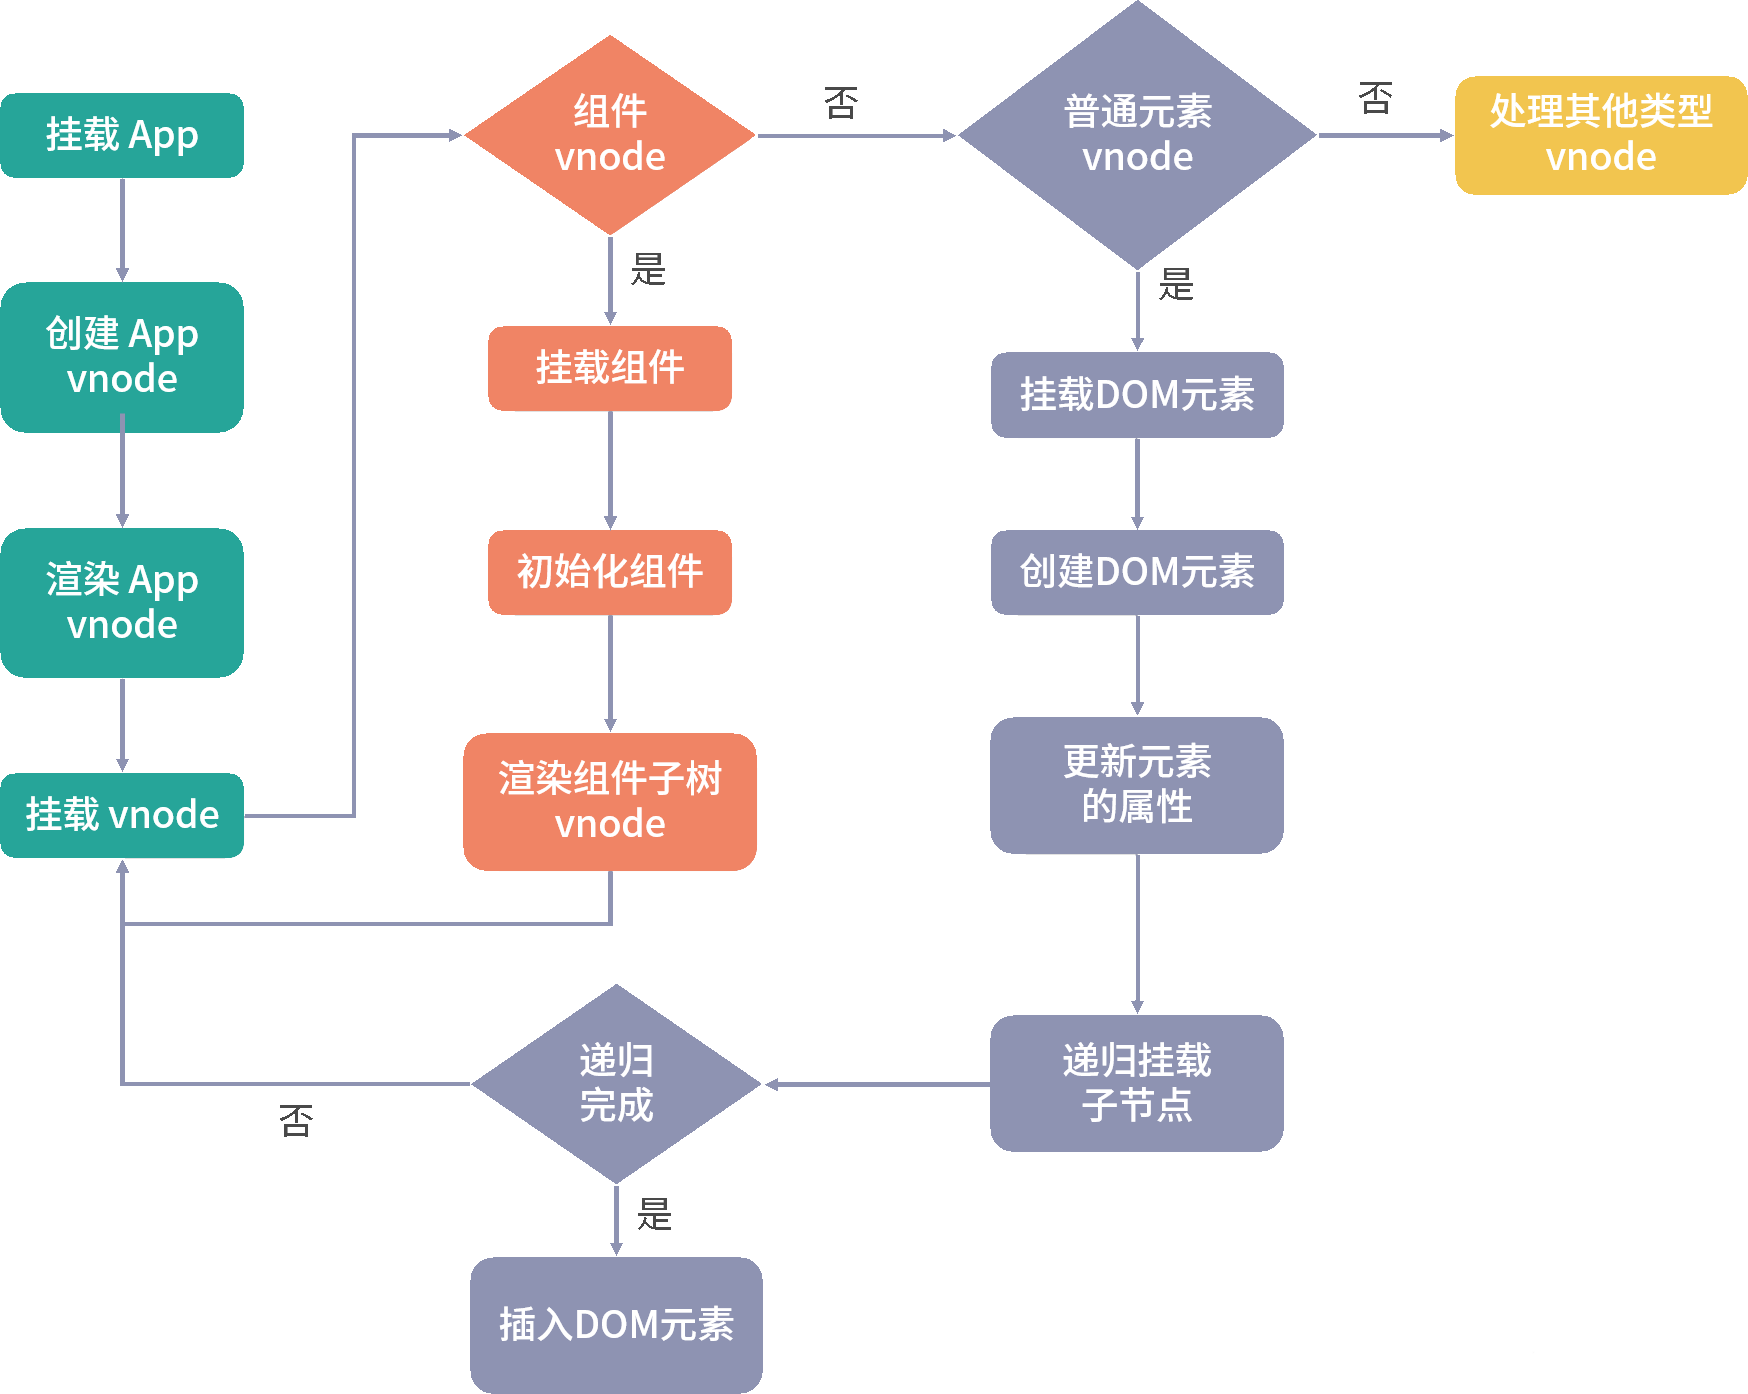 挂载 App
创建 App
vnode
渲染 App
vnode
挂载 vnode
组件
vnode
否
是
挂载组件
初始化组件
渲染组件子树
vnode
普通元素
vnode
否
处理其他类型
vnode
是
挂载DOM元素
创建DOM元素
更新元素
的属性
递归挂载
子节点
递归
完成
否
是
插入DOM元素